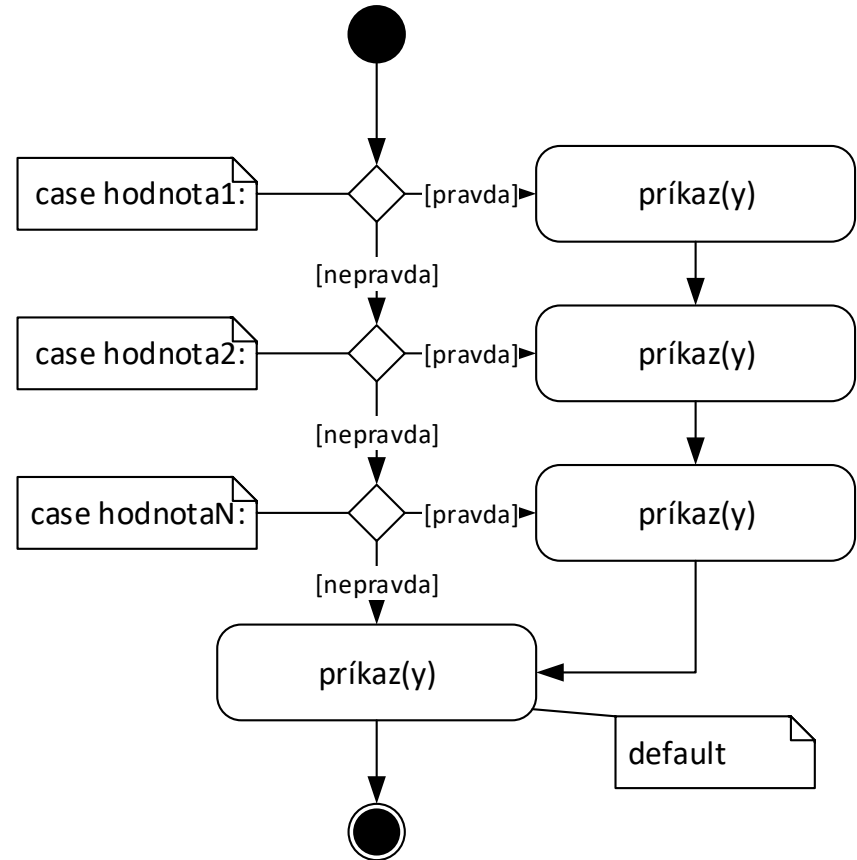 case hodnota1:
[pravda]
príkaz(y)
[nepravda]
case hodnota2:
[pravda]
príkaz(y)
[nepravda]
case hodnotaN:
[pravda]
príkaz(y)
[nepravda]
príkaz(y)
default